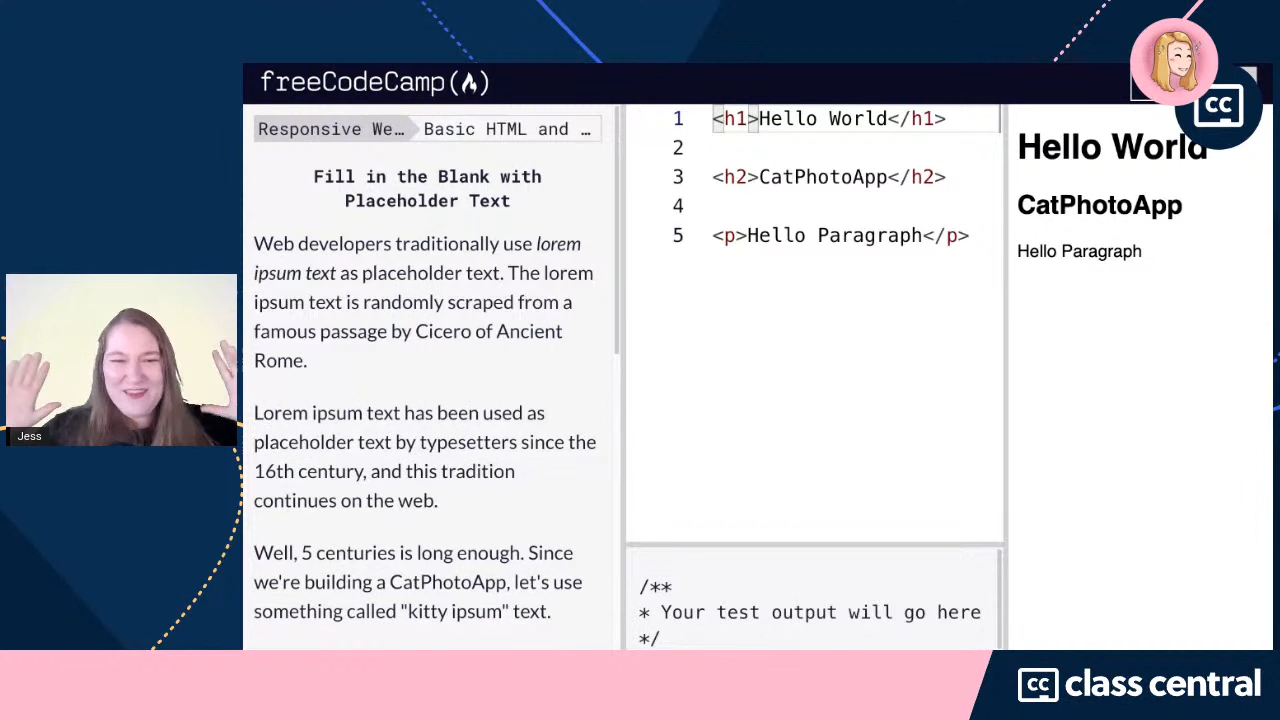 freeCodeCamp(🔥)
Responsive We…
Basic HTML and …
Fill in the Blank with
Placeholder Text
Web developers traditionally use lorem
ipsum text as placeholder text. The lorem
ipsum text is randomly scraped from a
famous passage by Cicero of Ancient
Rome.
Lorem ipsum text has been used as
placeholder text by typesetters since the
16th century, and this tradition
continues on the web.
Well, 5 centuries is long enough. Since
we're building a CatPhotoApp, let's use
something called "kitty ipsum" text.
1 <h1>Hello World</h1>
2
3 <h2>CatPhotoApp</h2>
4
5 <p>Hello Paragraph</p>
/**
* Your test output will go here
*/
Hello World
CatPhotoApp
Hello Paragraph
cc
Jess
cc class central